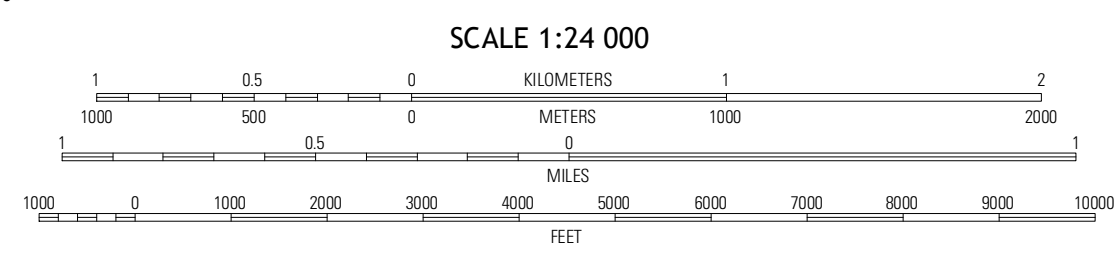 SCALE 1:24 000
1 0.5 0 KILOMETERS 1 2
1000 500 0 METERS 1000 2000
1 0.5 0 1
MILES
1000 0 1000 2000 3000 4000 5000 6000 7000 8000 9000 10000
FEET